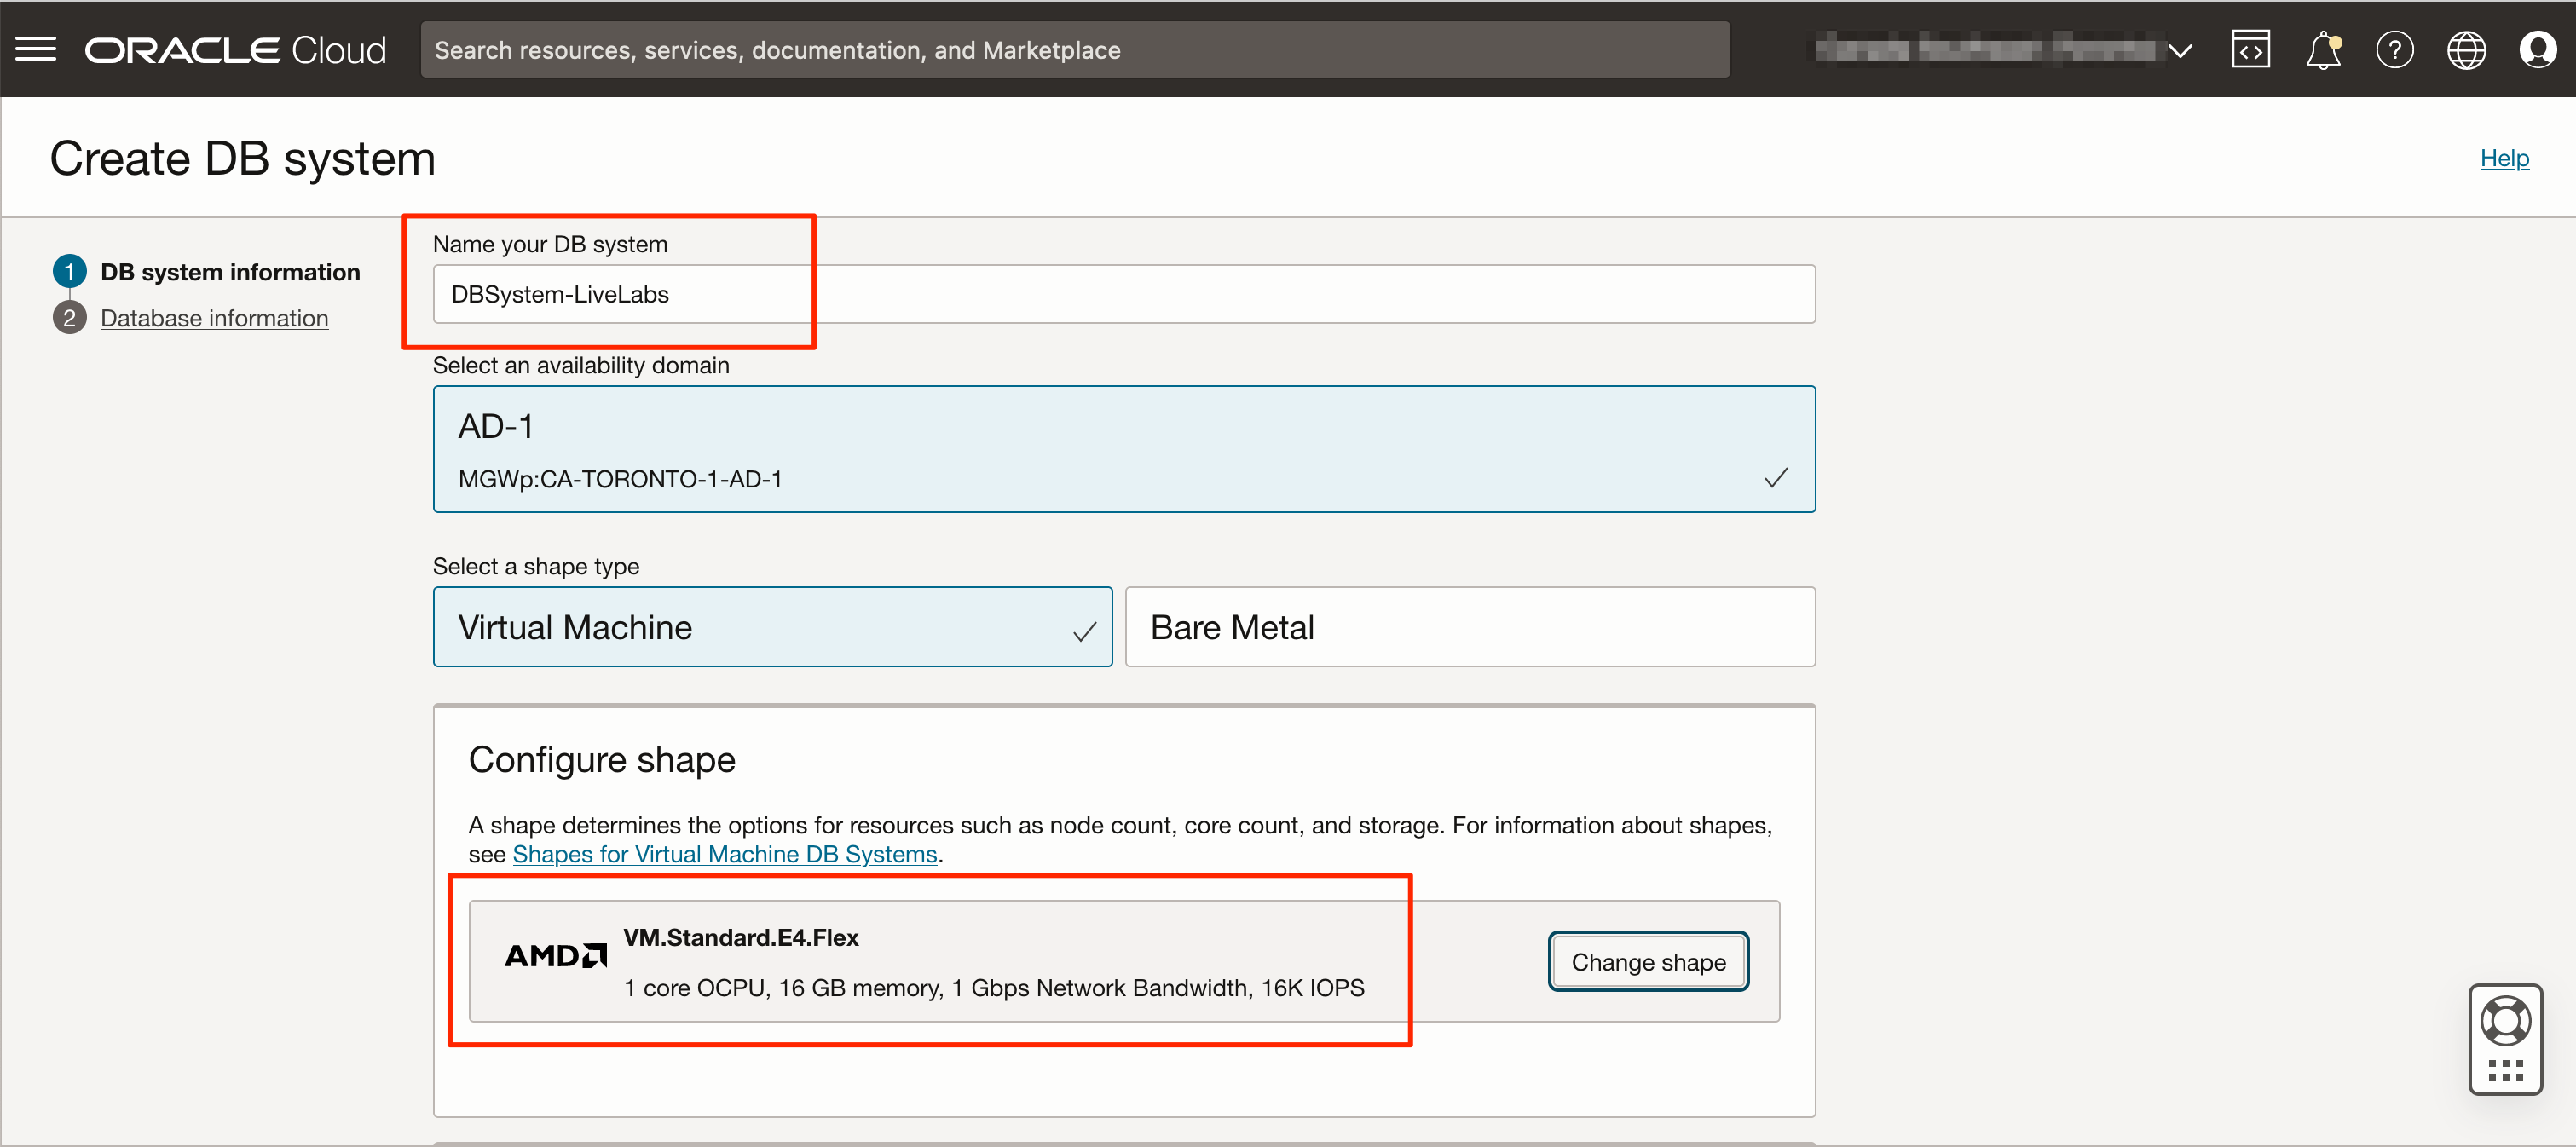 ORACLE Cloud
Search resources, services, documentation, and Marketplace
Create DB system
Help
1 DB system information
2 Database information
Name your DB system
DBSystem-LiveLabs
Select an availability domain
AD-1
MGWp:CA-TORONTO-1-AD-1
Select a shape type
Virtual Machine
Bare Metal
Configure shape
A shape determines the options for resources such as node count, core count, and storage. For information about shapes,
see Shapes for Virtual Machine DB Systems.
AMD
VM.Standard.E4.Flex
1 core OCPU, 16 GB memory, 1 Gbps Network Bandwidth, 16K IOPS
Change shape